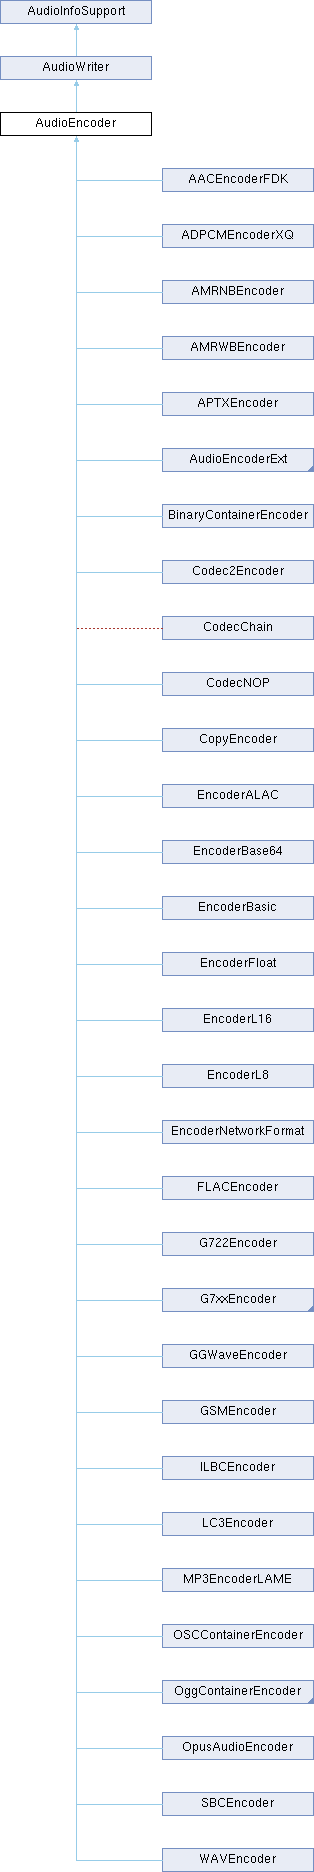 AudioInfoSupport
AudioWriter
AudioEncoder
AACEncoderFDK
ADPCMEncoderXQ
AMRNBEncoder
AMRWBEncoder
APTXEncoder
AudioEncoderExt
BinaryContainerEncoder
Codec2Encoder
CodecChain
CodecNOP
CopyEncoder
EncoderALAC
EncoderBase64
EncoderBasic
EncoderFloat
EncoderL16
EncoderL8
EncoderNetworkFormat
FLACEncoder
G722Encoder
G7xxEncoder
GGWaveEncoder
GSMEncoder
ILBCEncoder
LC3Encoder
MP3EncoderLAME
OSCContainerEncoder
OggContainerEncoder
OpusAudioEncoder
SBCEncoder
WAVEncoder